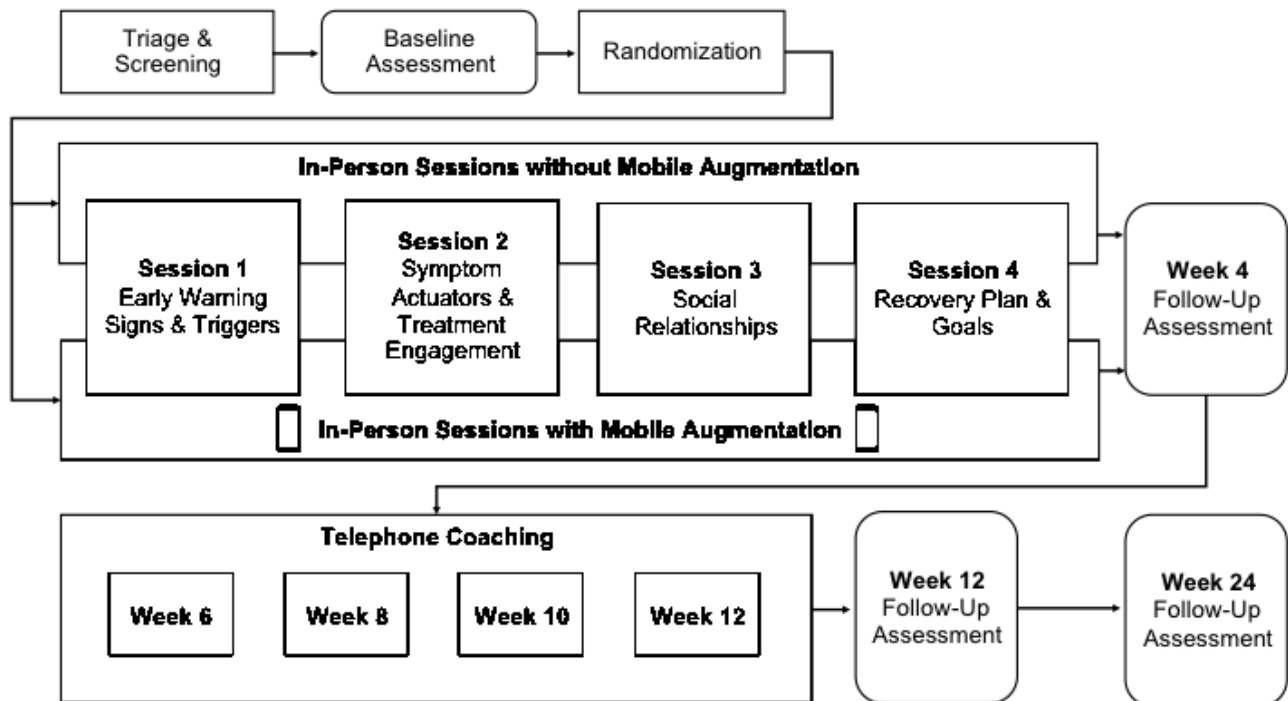 Triage &
Screening
Baseline
Assessment
Randomization
In-Person Sessions without Mobile Augmentation
Session 1
Early Warning
Signs & Triggers
Session 2
Symptom
Actuators &
Treatment
Engagement
Session 3
Social
Relationships
Session 4
Recovery Plan &
Goals
Week 4
Follow-Up
Assessment
In-Person Sessions with Mobile Augmentation
Telephone Coaching
Week 6
Week 8
Week 10
Week 12
Week 12
Follow-Up
Assessment
Week 24
Follow-Up
Assessment